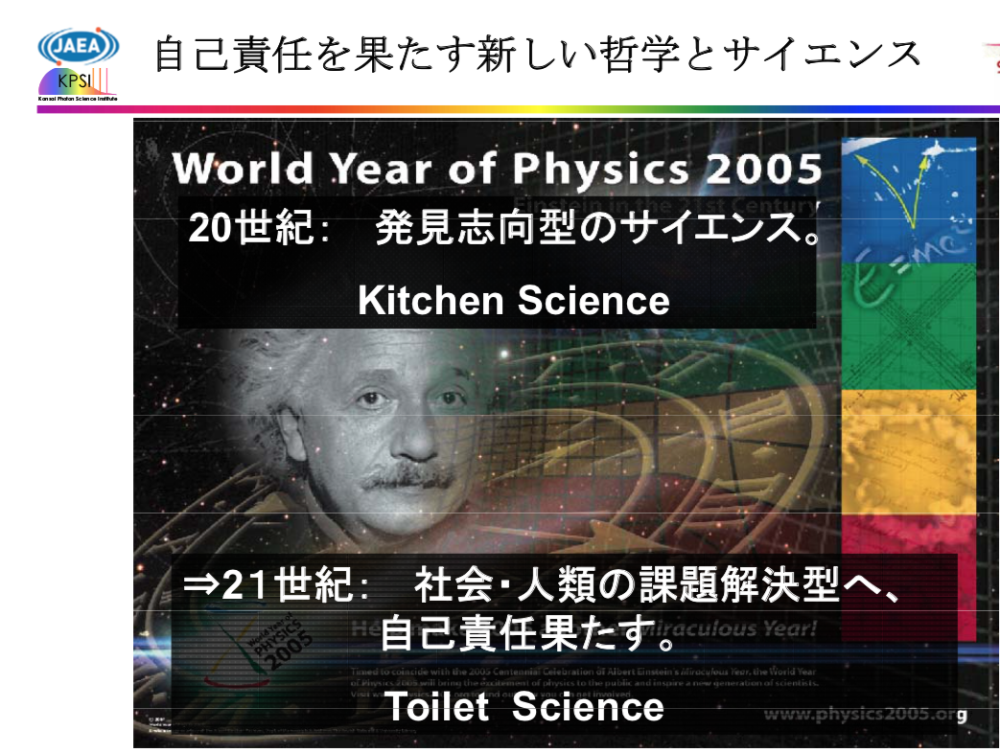 JAEA
KPSI
Kansai Photon Science Institute
自己責任を果たす新しい哲学とサイエンス
World Year of Physics 2005
Einstein in the 21st Century
20世紀： 発見志向型のサイエンス。
Kitchen Science
E=mc²
⇒21世紀： 社会・人類の課題解決型へ、
自己責任果たす。
Miraculous Year!
World Year of
PHYSICS
2005
Timed to coincide with the 2005 Centennial Celebration of Albert Einstein's Miraculous Year, the World Year
of Physics 2005 will bring the excitement of physics to the public and inspire a new generation of scientists.
Toilet Science
www.physics2005.org